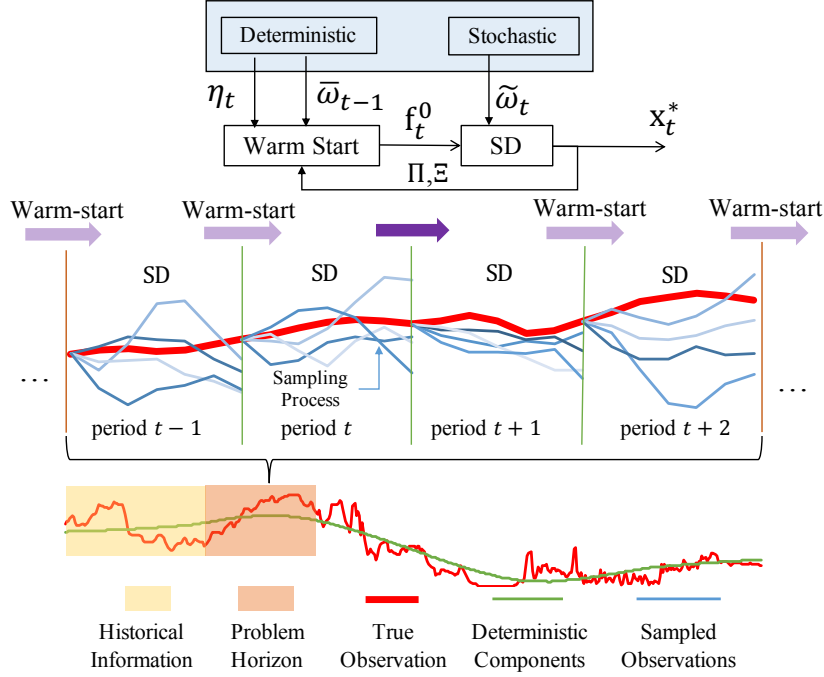 Deterministic
Stochastic
η_t
ω̅_{t−1}
ω̃_t
f_t^0
x_t^*
Warm Start
SD
Π,Ξ
Warm-start
Warm-start
Warm-start
Warm-start
SD
SD
SD
SD
Sampling
Process
...
...
period t − 1
period t
period t + 1
period t + 2
Historical
Information
Problem
Horizon
True
Observation
Deterministic
Components
Sampled
Observations